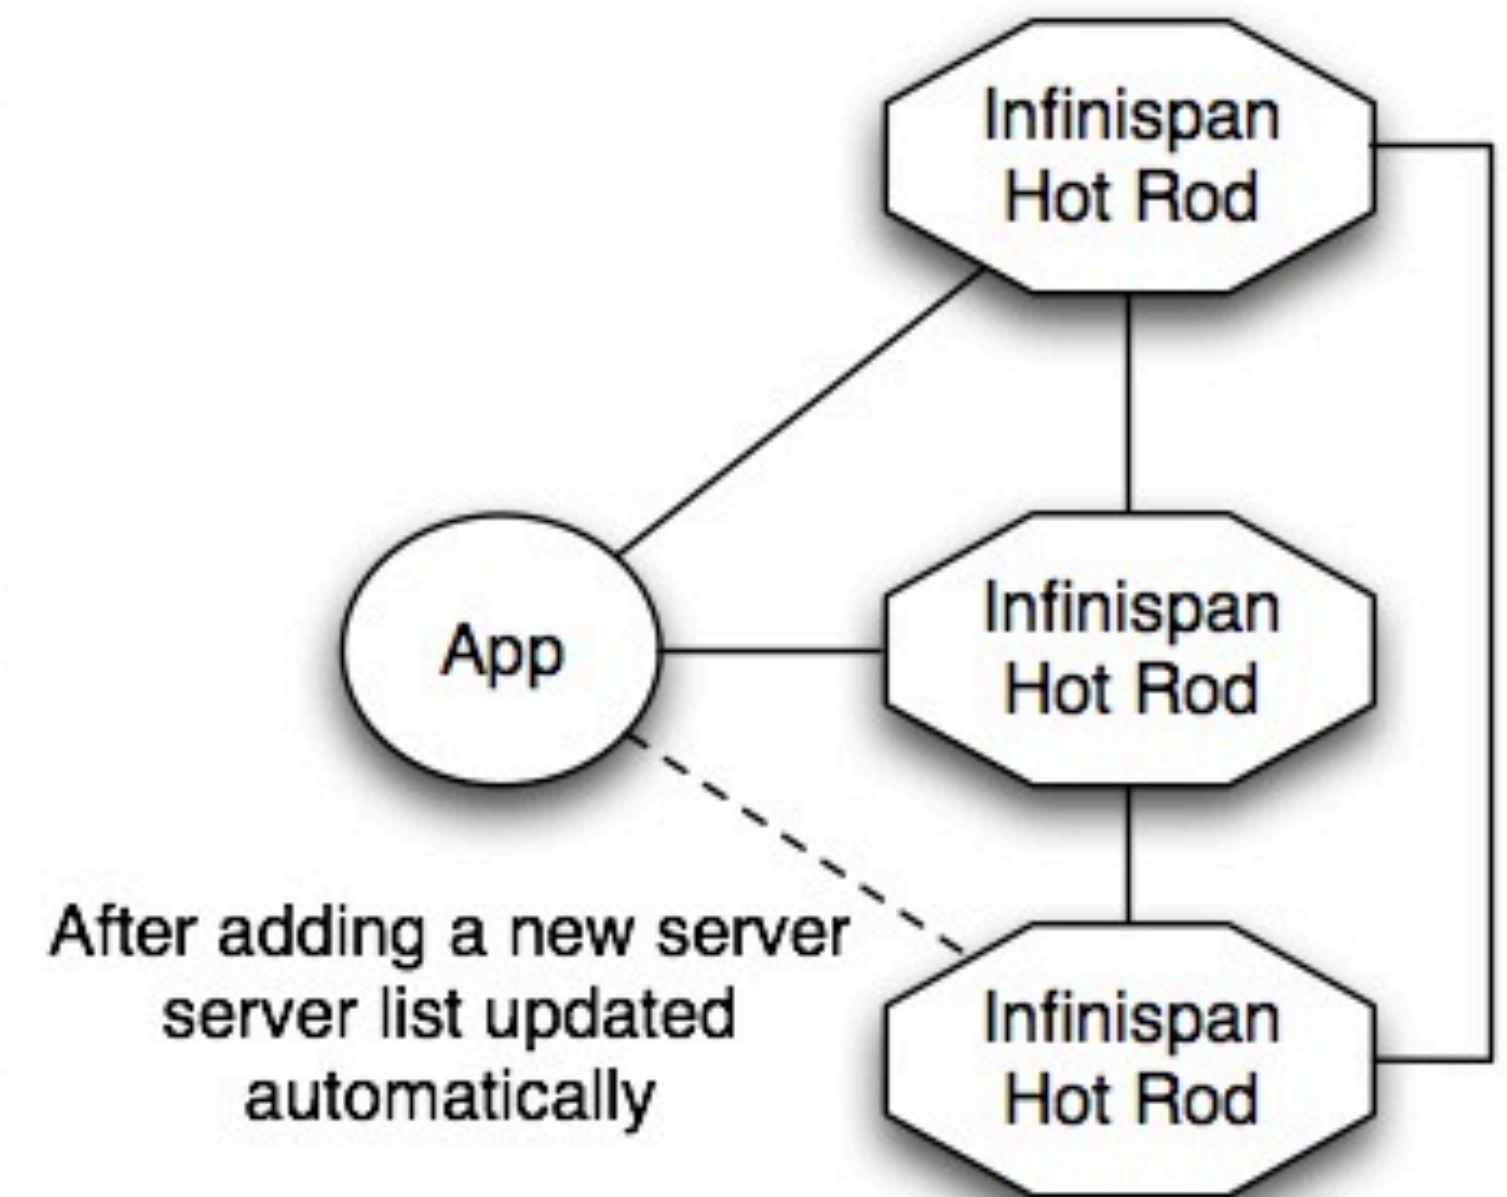 Infinispan
Hot Rod
App
Infinispan
Hot Rod
After adding a new server
server list updated
automatically
Infinispan
Hot Rod